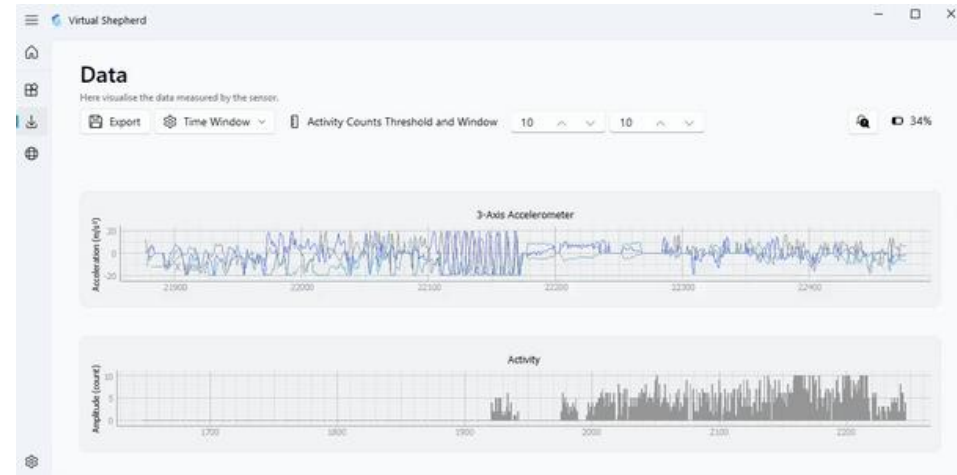 Virtual Shepherd
Data
Here visualise the data measured by the sensor.
Export Time Window Activity Counts Threshold and Window 10 10 34%
3-Axis Accelerometer
Acceleration (m/s²)
20
0
-20
21900 22000 22100 22200 22300 22400
Activity
Amplitude (count)
10
5
0
1700 1800 1900 2000 2100 2200